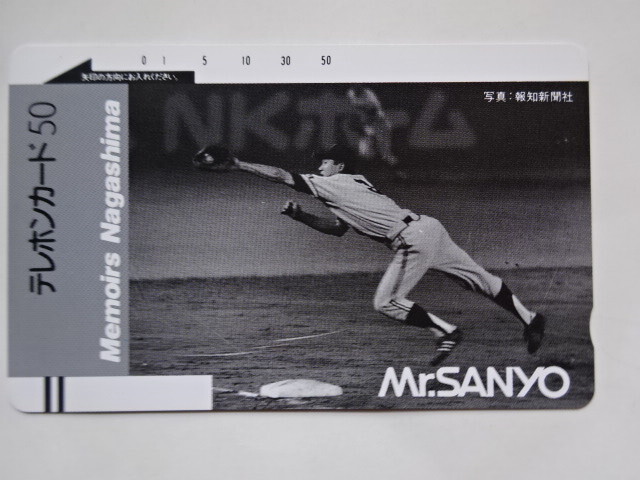 0 1 5 10 30 50
矢印の方向にお入れください。
写真：報知新聞社
NKホーム
テレホンカード50
Memoirs Nagashima
Mr.SANYO